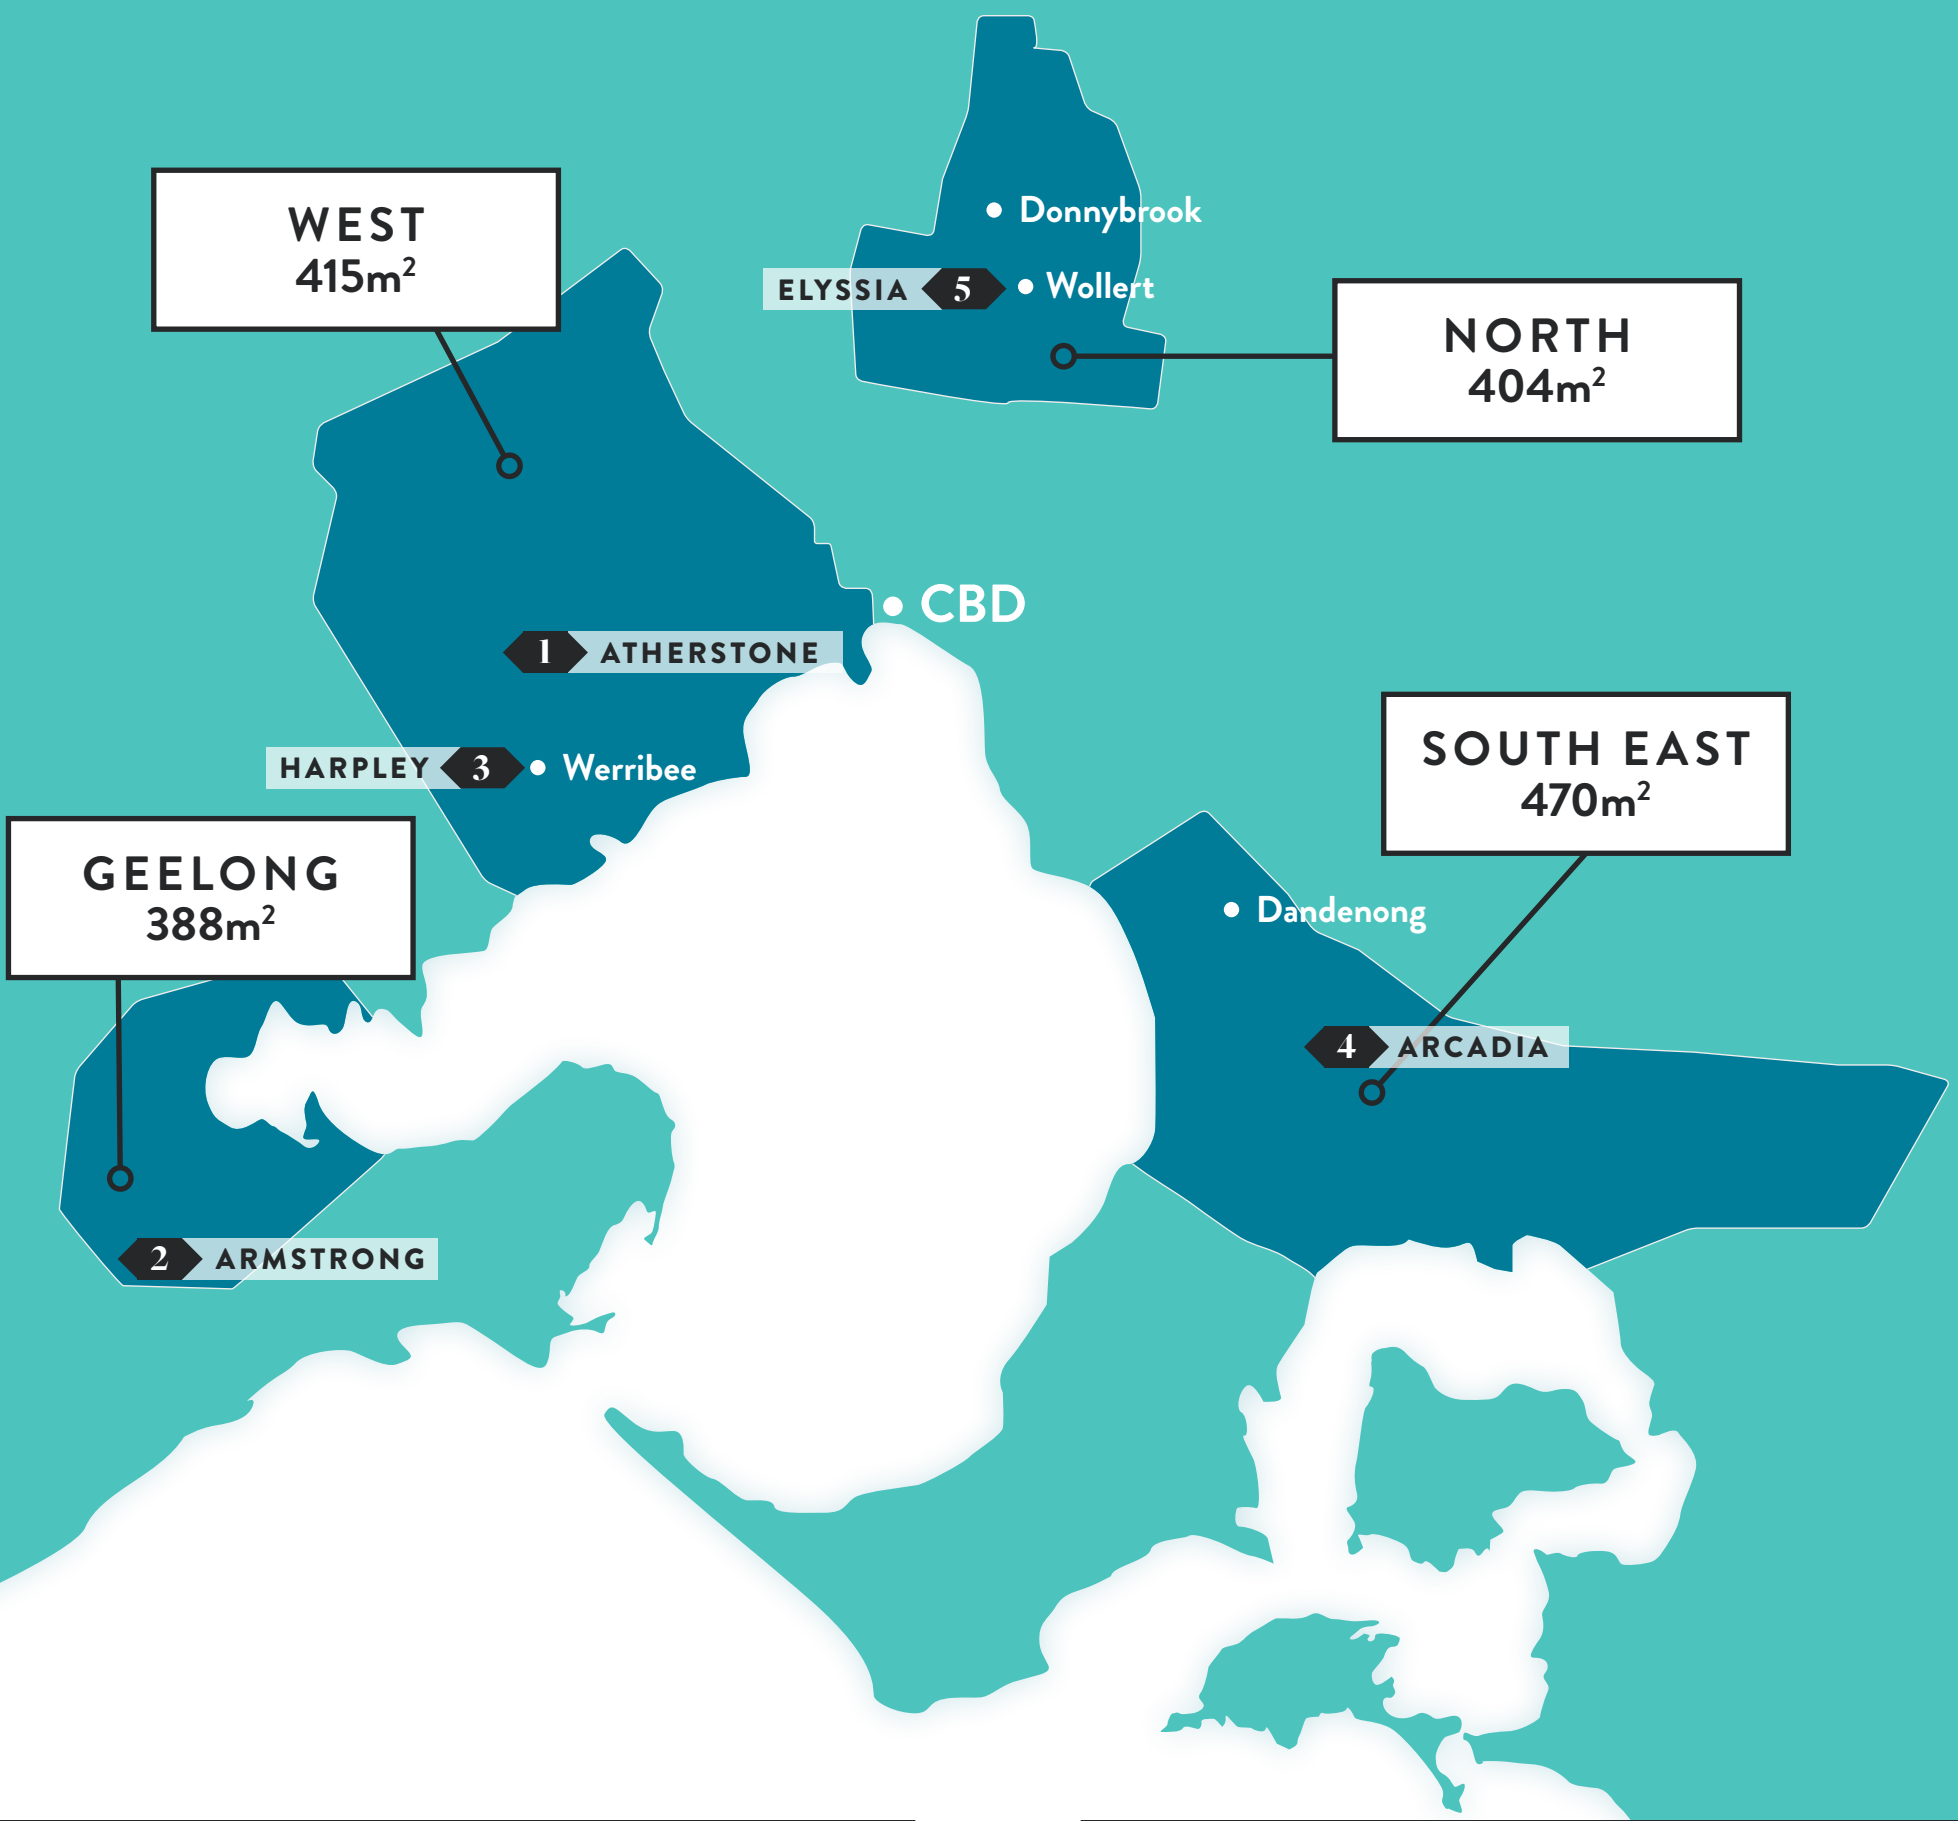 WEST
415m²
Donnybrook
ELYSSIA 5
Wollert
NORTH
404m²
CBD
1 ATHERSTONE
HARPLEY 3
Werribee
SOUTH EAST
470m²
GEELONG
388m²
Dandenong
4 ARCADIA
2 ARMSTRONG